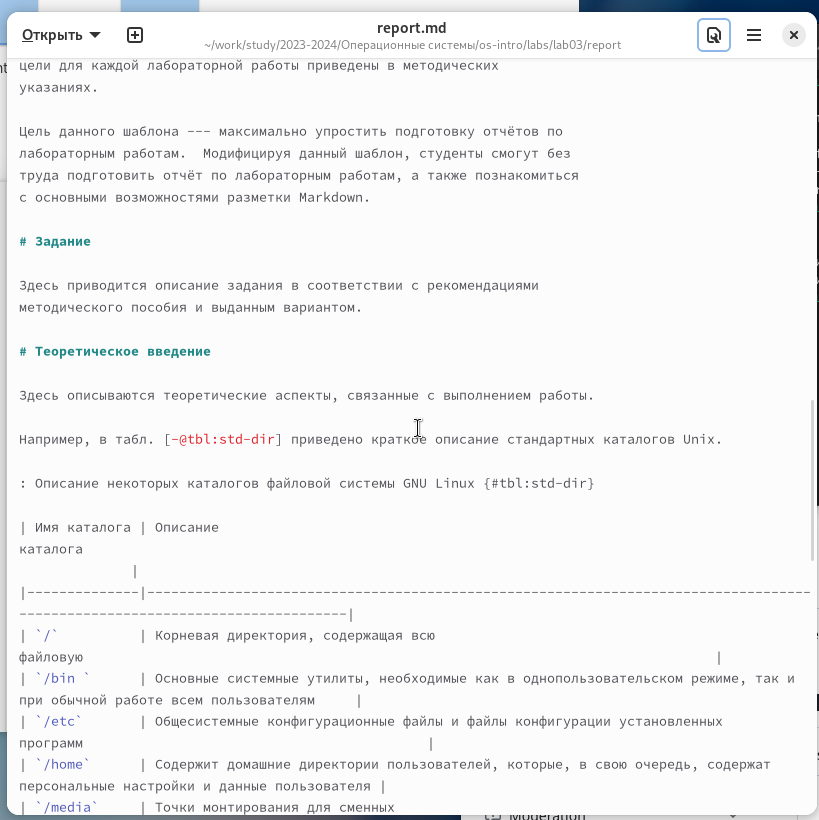 Открыть
report.md
~/work/study/2023-2024/Операционные системы/os-intro/labs/lab03/report
цели для каждой лабораторной работы приведены в методических
указаниях.
Цель данного шаблона --- максимально упростить подготовку отчётов по
лабораторным работам.  Модифицируя данный шаблон, студенты смогут без
труда подготовить отчёт по лабораторным работам, а также познакомиться
с основными возможностями разметки Markdown.
# Задание
Здесь приводится описание задания в соответствии с рекомендациями
методического пособия и выданным вариантом.
# Теоретическое введение
Здесь описываются теоретические аспекты, связанные с выполнением работы.
Например, в табл. [-@tbl:std-dir] приведено краткое описание стандартных каталогов Unix.
: Описание некоторых каталогов файловой системы GNU Linux {#tbl:std-dir}
| Имя каталога | Описание
каталога
|
|--------------|-----------------------------------------------------------------------------------
-----------------------------------------|
| `/`          | Корневая директория, содержащая всю
файловую                                                                               |
| `/bin `      | Основные системные утилиты, необходимые как в однопользовательском режиме, так и
при обычной работе всем пользователям     |
| `/etc`       | Общесистемные конфигурационные файлы и файлы конфигурации установленных
программ                                           |
| `/home`      | Содержит домашние директории пользователей, которые, в свою очередь, содержат
персональные настройки и данные пользователя |
| `/media`     | Точки монтирования для сменных
Moderation